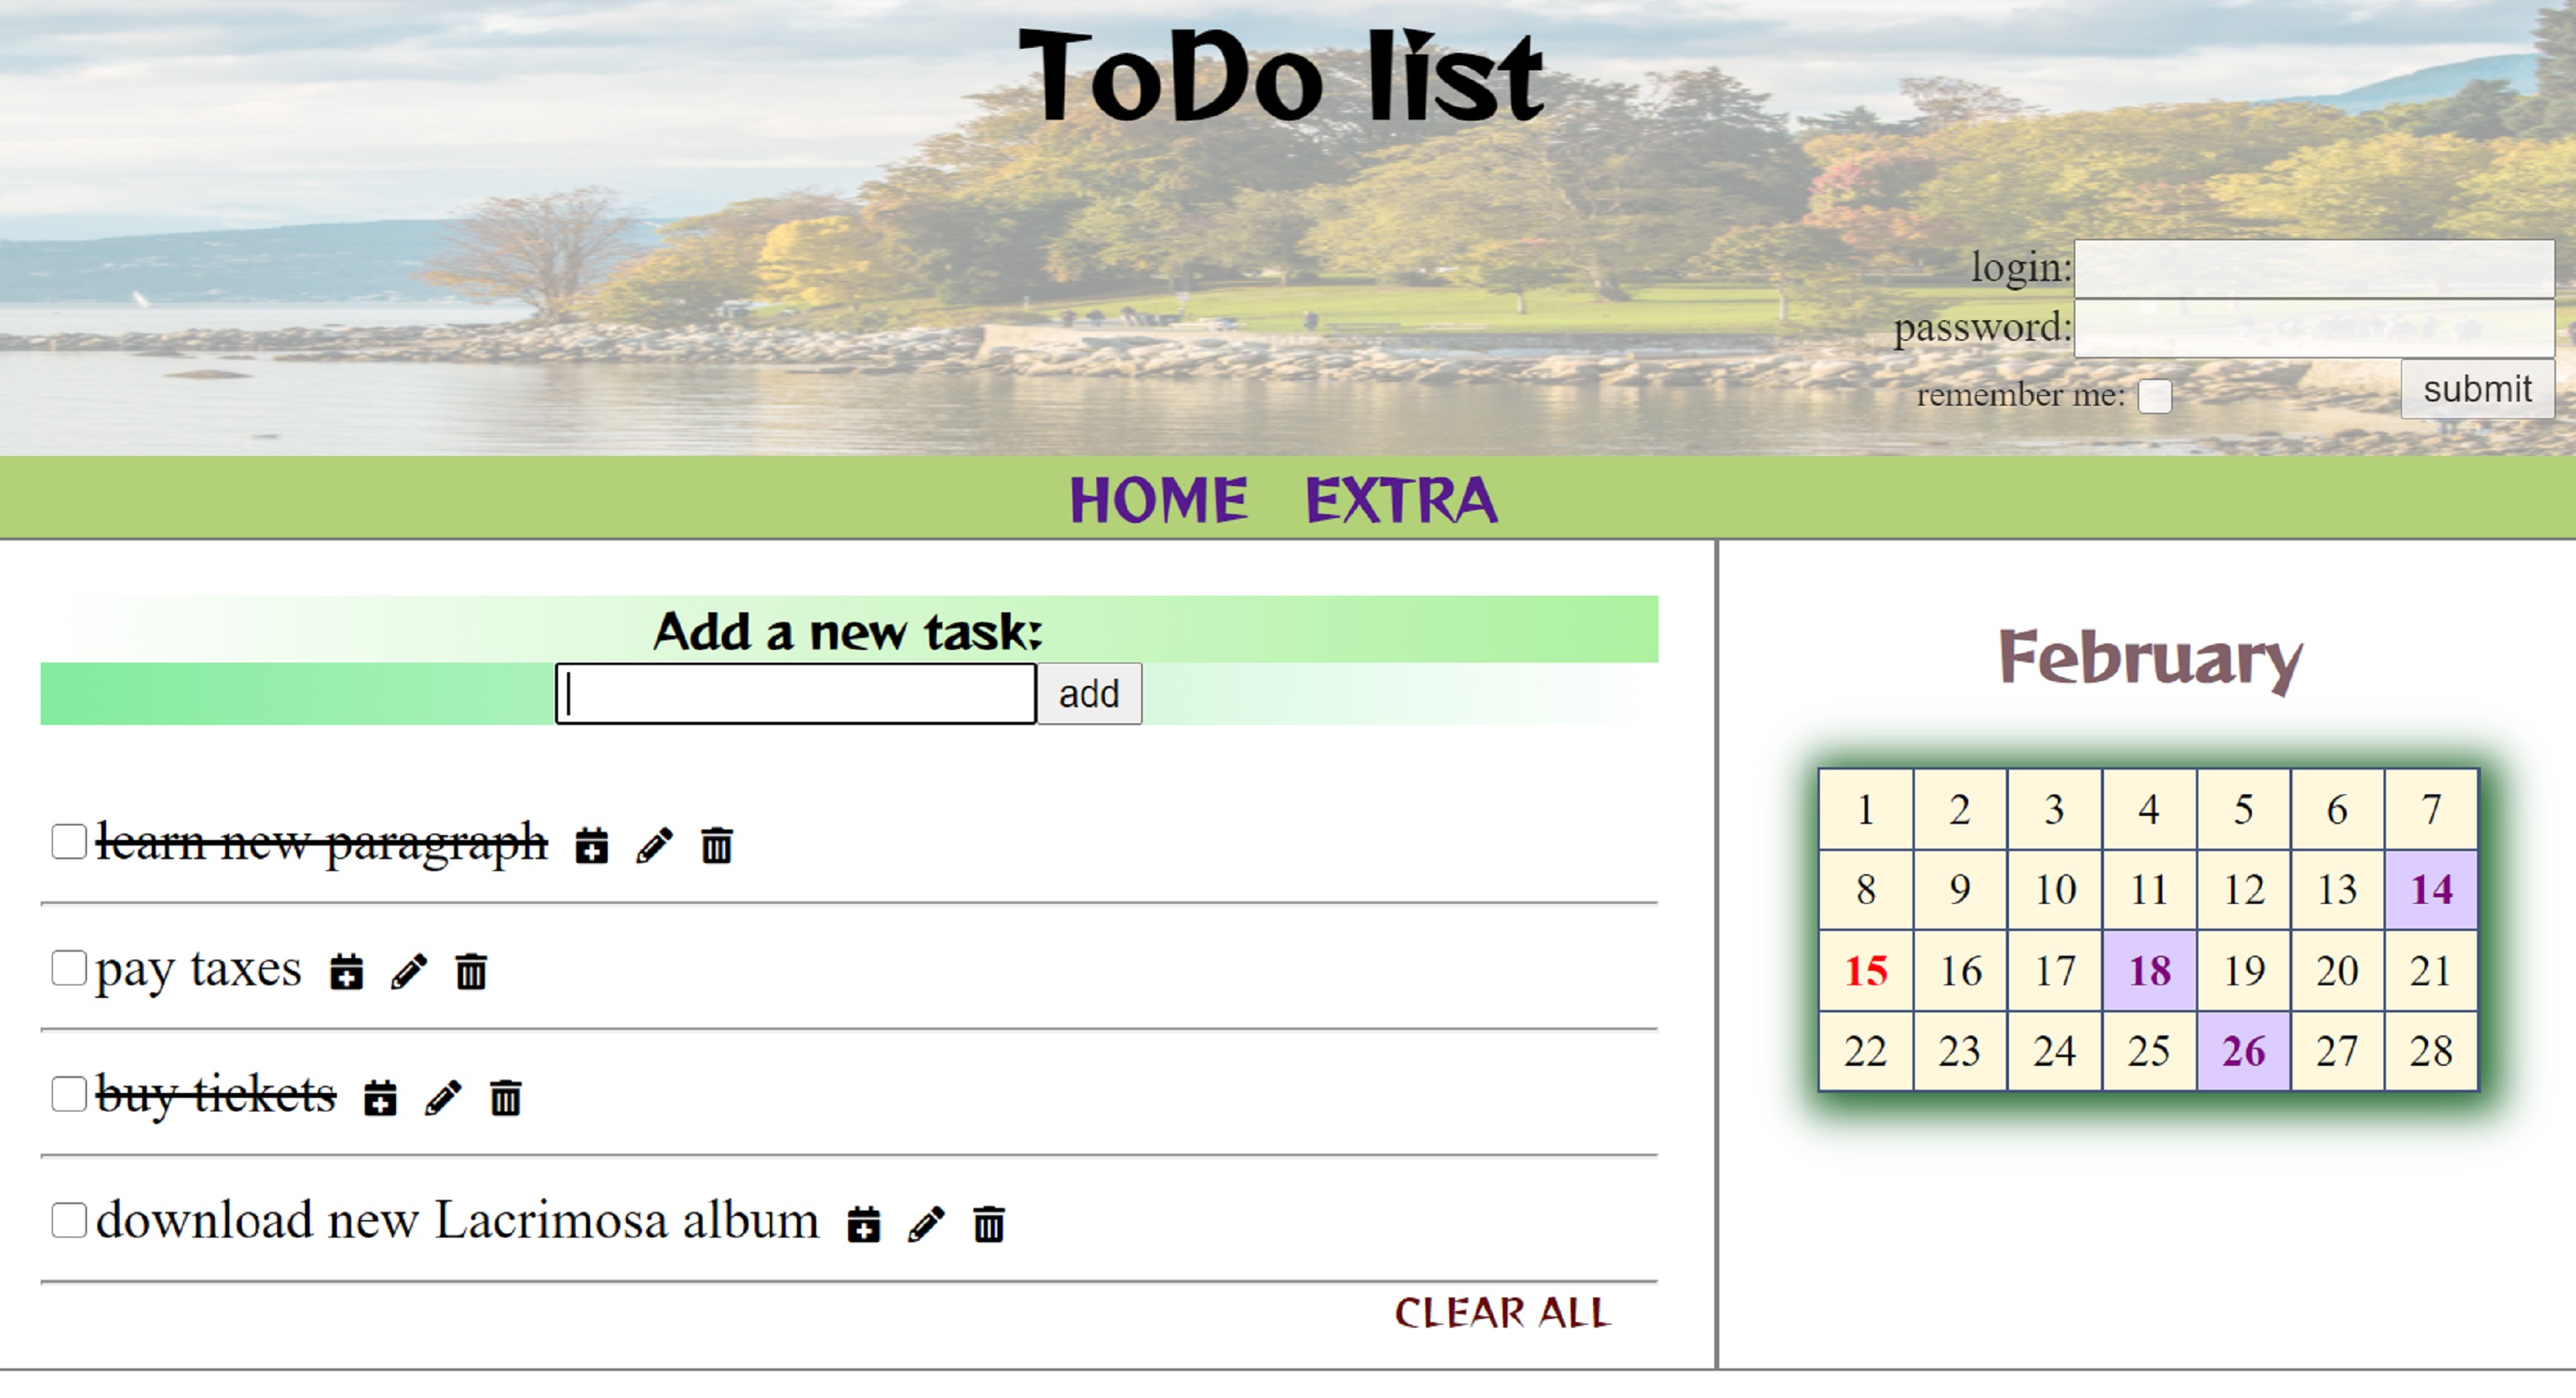 ToDo list
login:
password:
remember me:
submit
HOME EXTRA
Add a new task:
add
learn new paragraph
pay taxes
buy tickets
download new Lacrimosa album
CLEAR ALL
February
1 2 3 4 5 6 7
8 9 10 11 12 13 14
15 16 17 18 19 20 21
22 23 24 25 26 27 28